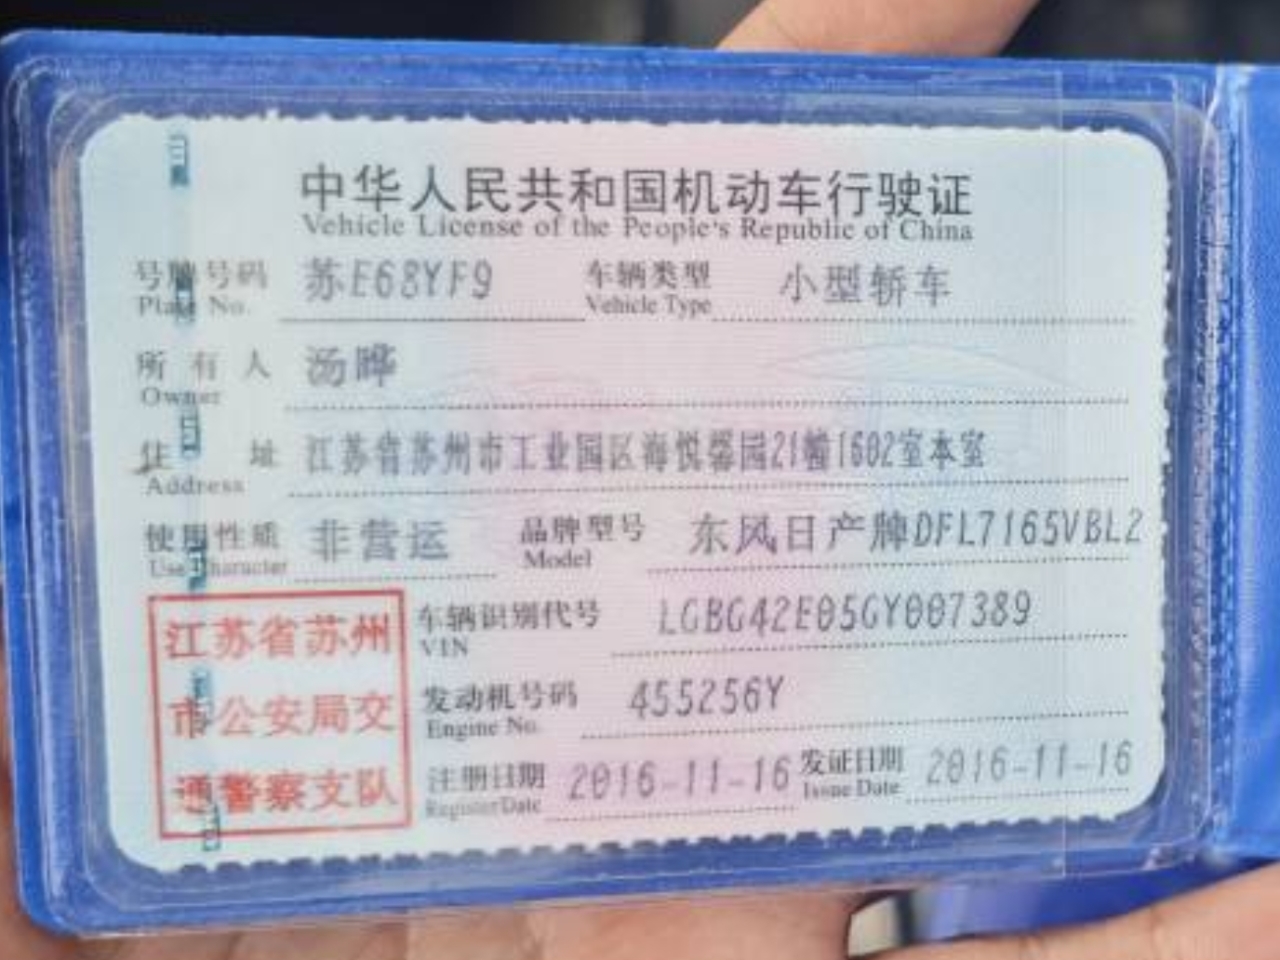 中华人民共和国机动车行驶证
Vehicle License of the People's Republic of China
号牌号码 苏E68YF9 车辆类型 小型轿车
Plate No. Vehicle Type
所有人 汤晔
Owner
住址 江苏省苏州市工业园区海悦馨园21幢1602室本室
Address
使用性质 非营运 品牌型号 东风日产牌DFL7165VBL2
Use Character Model
江苏省苏州
市公安局交
通警察支队
车辆识别代号 LGBG42E05GY007389
VIN
发动机号码 455256Y
Engine No.
注册日期 2016-11-16 发证日期 2016-11-16
Register Date Issue Date